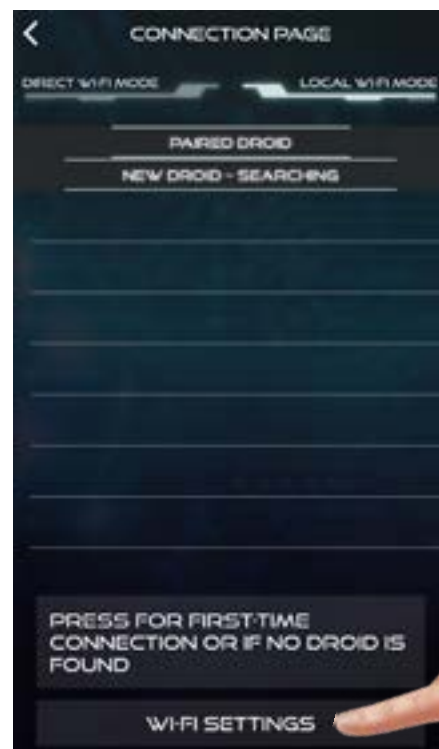 CONNECTION PAGE
DIRECT WI-FI MODE
LOCAL WI-FI MODE
PAIRED DROID
NEW DROID - SEARCHING
PRESS FOR FIRST-TIME
CONNECTION OR IF NO DROID IS
FOUND
WI-FI SETTINGS